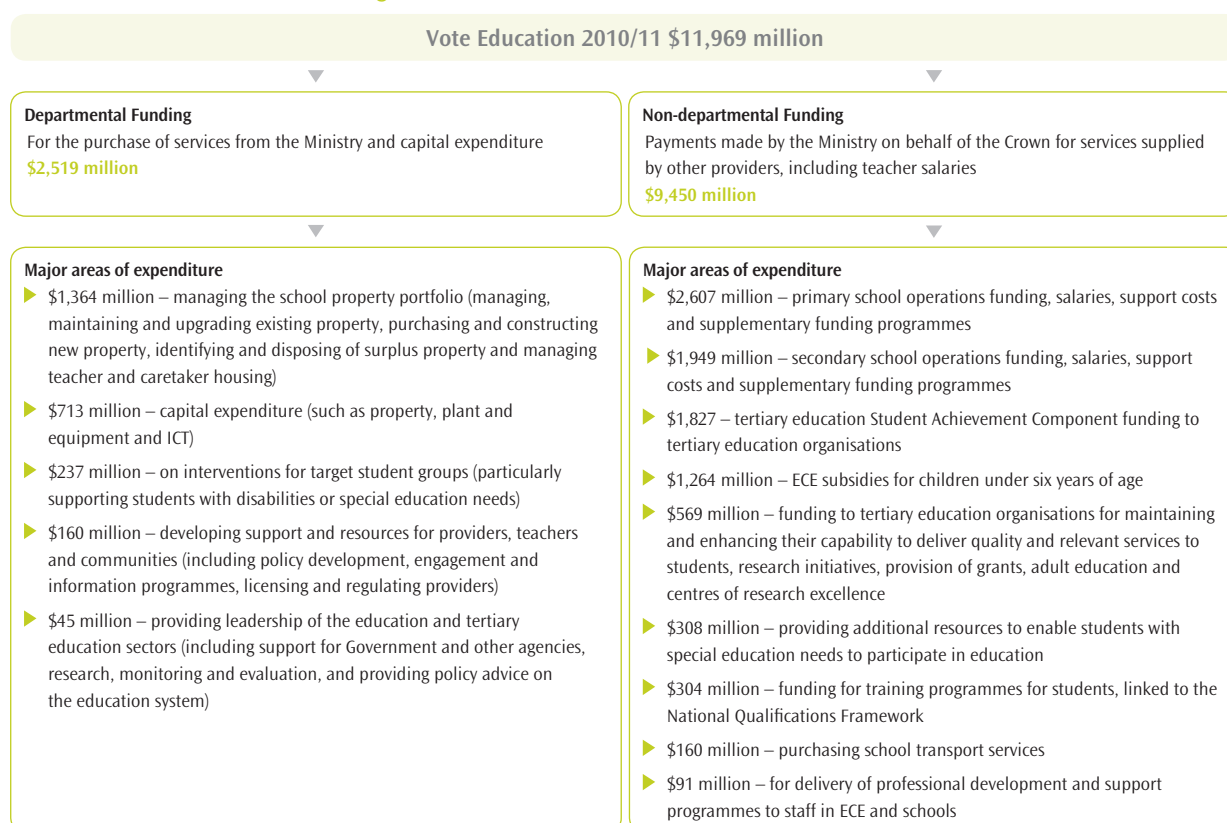 Vote Education 2010/11 $11,969 million
Departmental Funding
For the purchase of services from the Ministry and capital expenditure
$2,519 million
Non-departmental Funding
Payments made by the Ministry on behalf of the Crown for services supplied
by other providers, including teacher salaries
$9,450 million
Major areas of expenditure
$1,364 million – managing the school property portfolio (managing,
maintaining and upgrading existing property, purchasing and constructing
new property, identifying and disposing of surplus property and managing
teacher and caretaker housing)
$713 million – capital expenditure (such as property, plant and
equipment and ICT)
$237 million – on interventions for target student groups (particularly
supporting students with disabilities or special education needs)
$160 million – developing support and resources for providers, teachers
and communities (including policy development, engagement and
information programmes, licensing and regulating providers)
$45 million – providing leadership of the education and tertiary
education sectors (including support for Government and other agencies,
research, monitoring and evaluation, and providing policy advice on
the education system)
Major areas of expenditure
$2,607 million – primary school operations funding, salaries, support costs
and supplementary funding programmes
$1,949 million – secondary school operations funding, salaries, support
costs and supplementary funding programmes
$1,827 – tertiary education Student Achievement Component funding to
tertiary education organisations
$1,264 million – ECE subsidies for children under six years of age
$569 million – funding to tertiary education organisations for maintaining
and enhancing their capability to deliver quality and relevant services to
students, research initiatives, provision of grants, adult education and
centres of research excellence
$308 million – providing additional resources to enable students with
special education needs to participate in education
$304 million – funding for training programmes for students, linked to the
National Qualifications Framework
$160 million – purchasing school transport services
$91 million – for delivery of professional development and support
programmes to staff in ECE and schools